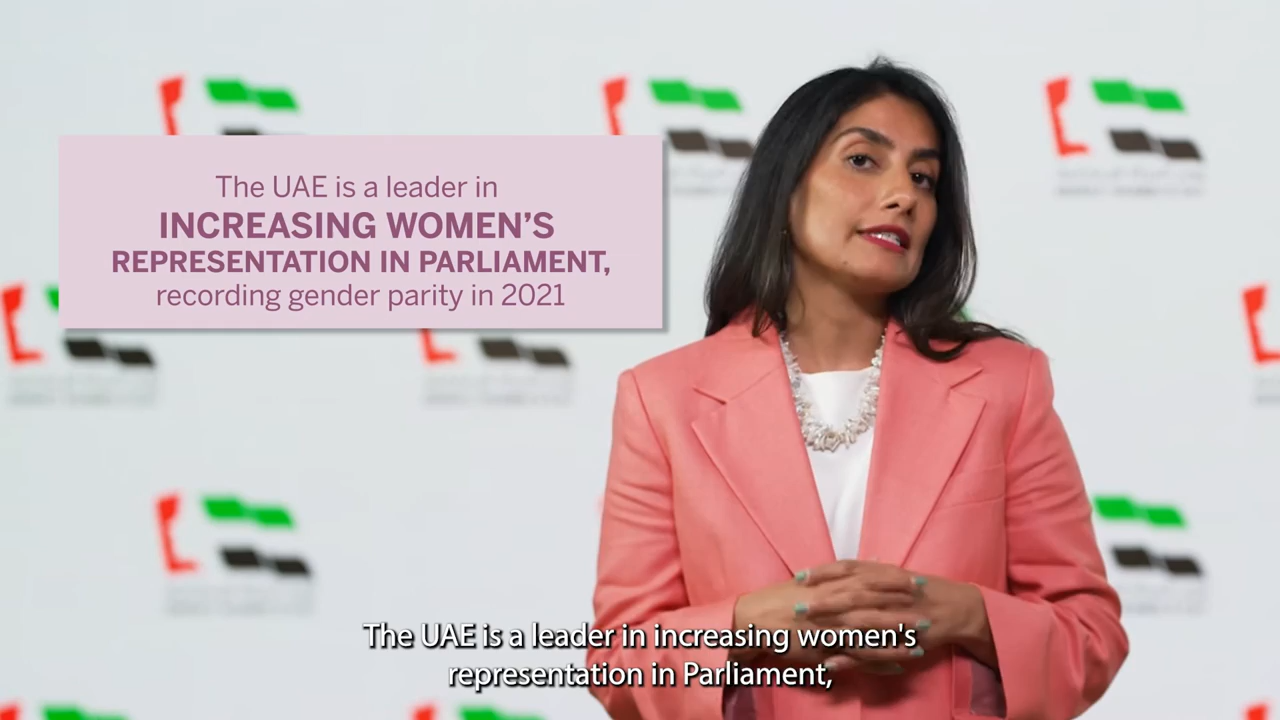 The UAE is a leader in
INCREASING WOMEN'S
REPRESENTATION IN PARLIAMENT,
recording gender parity in 2021
The UAE is a leader in increasing women's
representation in Parliament,